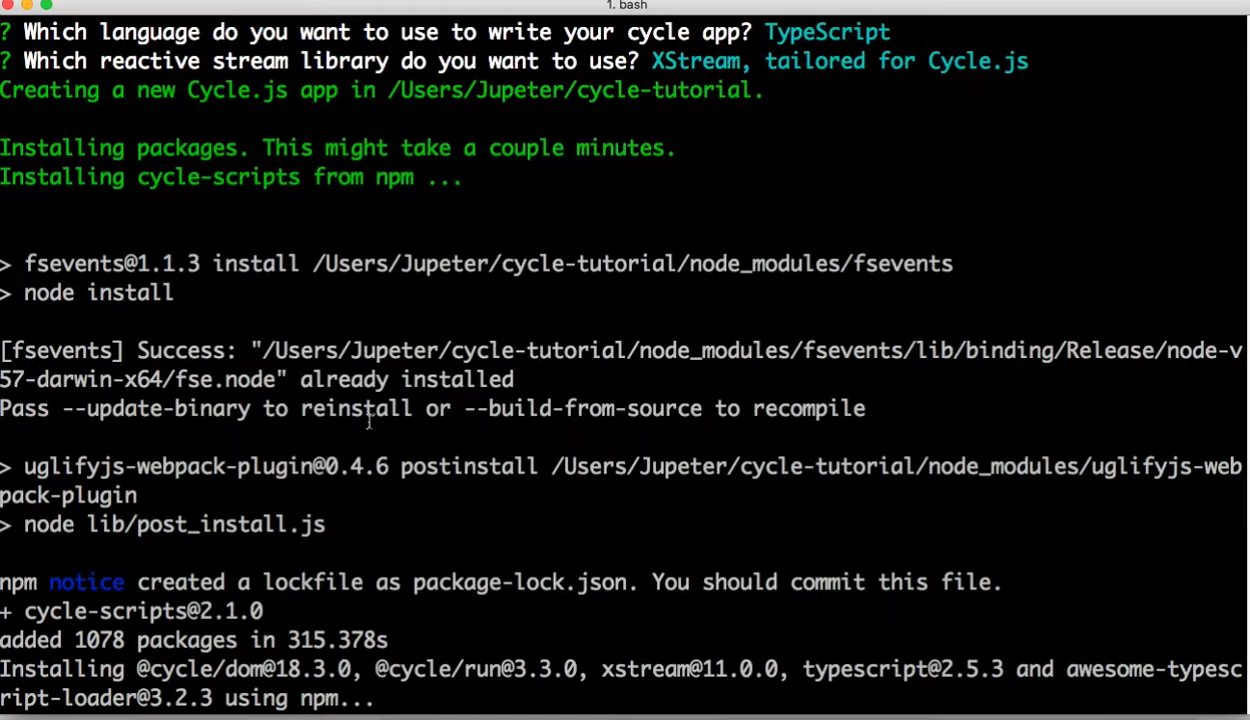 1. bash
? Which language do you want to use to write your cycle app? TypeScript
? Which reactive stream library do you want to use? XStream, tailored for Cycle.js
Creating a new Cycle.js app in /Users/Jupeter/cycle-tutorial.
Installing packages. This might take a couple minutes.
Installing cycle-scripts from npm ...
> fsevents@1.1.3 install /Users/Jupeter/cycle-tutorial/node_modules/fsevents
> node install
[fsevents] Success: "/Users/Jupeter/cycle-tutorial/node_modules/fsevents/lib/binding/Release/node-v
57-darwin-x64/fse.node" already installed
Pass --update-binary to reinstall or --build-from-source to recompile
> uglifyjs-webpack-plugin@0.4.6 postinstall /Users/Jupeter/cycle-tutorial/node_modules/uglifyjs-web
pack-plugin
> node lib/post_install.js
npm notice created a lockfile as package-lock.json. You should commit this file.
+ cycle-scripts@2.1.0
added 1078 packages in 315.378s
Installing @cycle/dom@18.3.0, @cycle/run@3.3.0, xstream@11.0.0, typescript@2.5.3 and awesome-typesc
ript-loader@3.2.3 using npm...